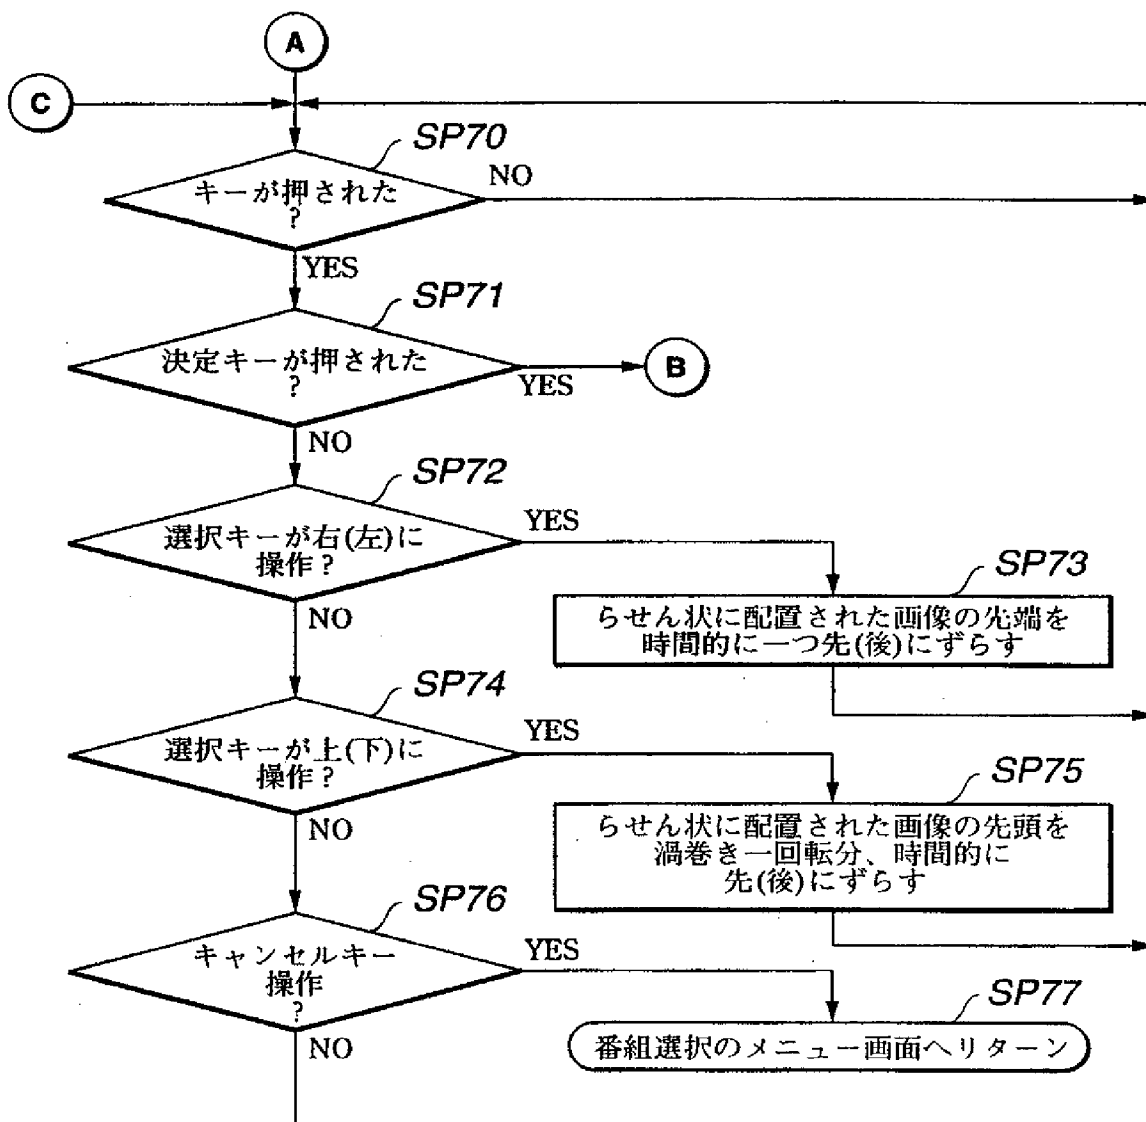 A
C
SP70
キーが押された
?
NO
YES
SP71
決定キーが押された
?
YES
B
NO
SP72
選択キーが右(左)に
操作?
YES
NO
SP73
らせん状に配置された画像の先端を
時間的に一つ先(後)にずらす
SP74
選択キーが上(下)に
操作?
YES
NO
SP75
らせん状に配置された画像の先頭を
渦巻き一回転分、時間的に
先(後)にずらす
SP76
キャンセルキー
操作
?
YES
NO
SP77
番組選択のメニュー画面へリターン